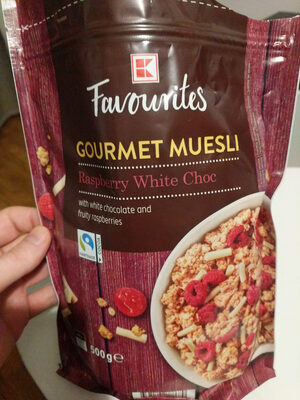 K
Favourites
GOURMET MUESLI
Raspberry White Choc
with white chocolate and
fruity raspberries
500g℮